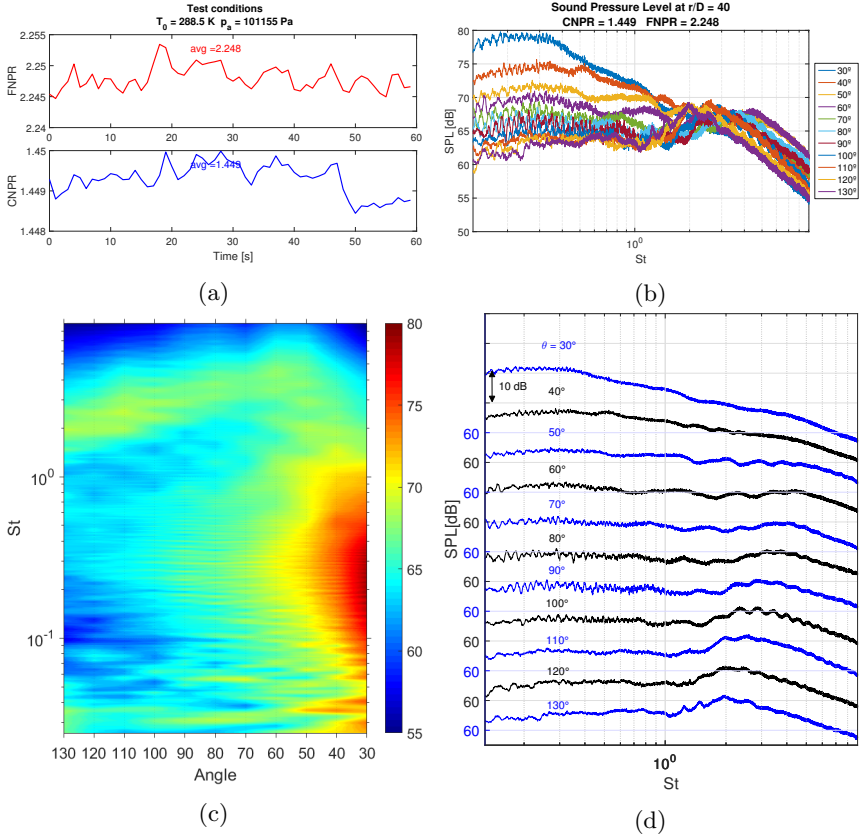 Test conditions
T0 = 288.5 K pa = 101155 Pa
2.255
2.25
2.245
2.24
FNPR
avg =2.248
0 10 20 30 40 50 60
1.45
1.449
1.448
CNPR
avg =1.449
0 10 20 30 40 50 60
Time [s]
(a)
Sound Pressure Level at r/D = 40
CNPR = 1.449 FNPR = 2.248
80
75
70
65
60
55
50
SPL [dB]
10^0
St
30º
40º
50º
60º
70º
80º
90º
100º
110º
120º
130º
(b)
10^0
10^-1
St
130 120 110 100 90 80 70 60 50 40 30
Angle
80
75
70
65
60
55
(c)
θ = 30°
10 dB
40°
60
50°
60
60°
60
70°
60
80°
60
90°
60
100°
60
110°
60
120°
60
130°
60
60
SPL[dB]
10^0
St
(d)